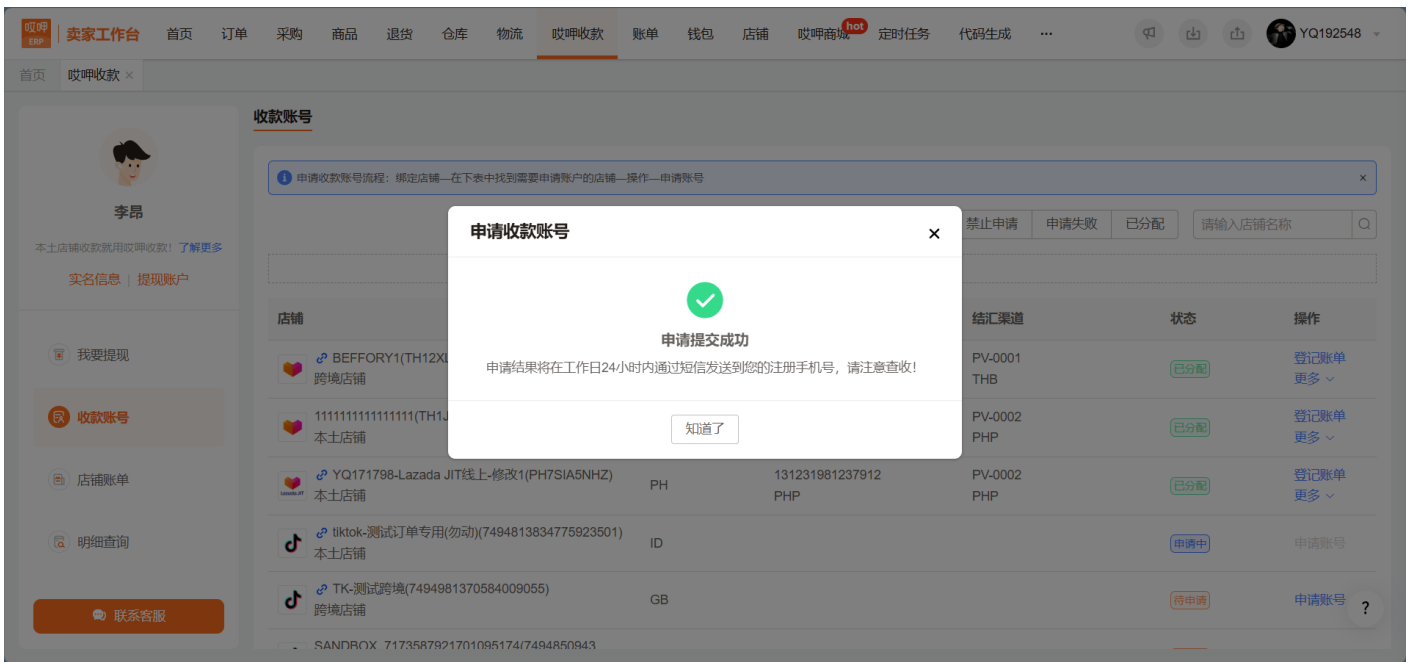 哎呷 ERP 卖家工作台 首页 订单 采购 商品 退货 仓库 物流 哎呷收款 账单 钱包 店铺 哎呷商城 hot 定时任务 代码生成 ... YQ192548
首页 哎呷收款 ×
李昂
本土店铺收款就用哎呷收款! 了解更多
实名信息 | 提现账户
我要提现
收款账号
店铺账单
明细查询
联系客服
收款账号
申请收款账号流程:绑定店铺—在下表中找到需要申请账户的店铺—操作—申请账号 ×
禁止申请 申请失败 已分配 请输入店铺名称
店铺 结汇渠道 状态 操作
BEFFORY1(TH12XL PV-0001 已分配 登记账单
跨境店铺 THB 更多
1111111111111111(TH1J PV-0002 已分配 登记账单
本土店铺 PHP 更多
YQ171798-Lazada JIT线上-修改1(PH7SIA5NHZ) PH 131231981237912 PV-0002 已分配 登记账单
Lazada JIT 本土店铺 PHP PHP 更多
tiktok-测试订单专用(勿动)(7494813834775923501) ID 申请中 申请账号
本土店铺
TK-测试跨境(7494981370584009055) GB 待申请 申请账号
跨境店铺
?
SANDBOX_7173587921701095174(7494850943
申请收款账号 ×
申请提交成功
申请结果将在工作日24小时内通过短信发送到您的注册手机号,请注意查收!
知道了